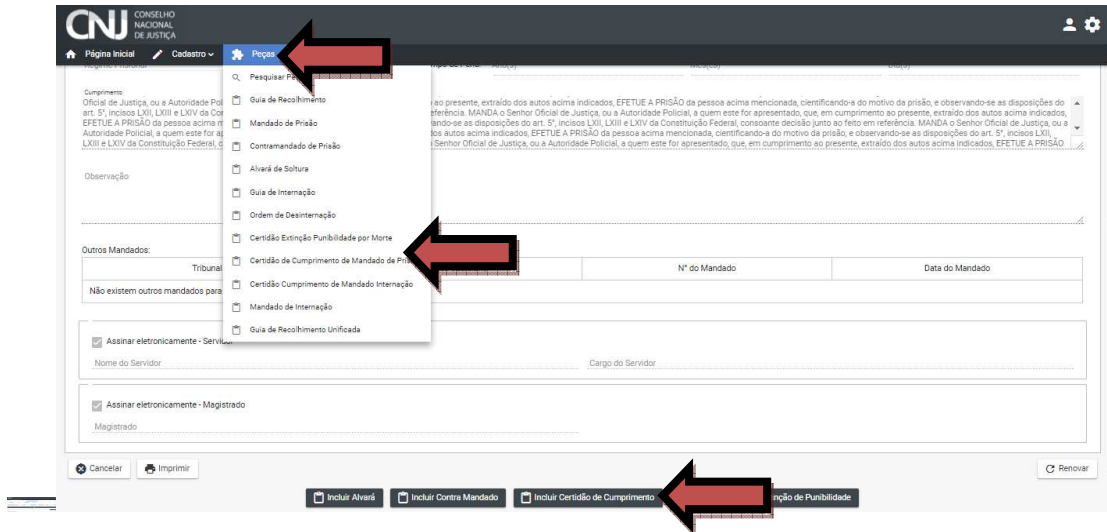 CNJ CONSELHO
NACIONAL
DE JUSTIÇA
Página Inicial Cadastro Peças
Regime Prisional Ano(s) Mes(es) Dia(s)
Pesquisar
Guia de Recolhimento
Mandado de Prisão
Contramandado de Prisão
Alvará de Soltura
Guia de Internação
Ordem de Desinternação
Certidão Extinção Punibilidade por Morte
Certidão de Cumprimento de Mandado de
Certidão Cumprimento de Mandado Internação
Mandado de Internação
Guia de Recolhimento Unificada
Cumprimento
Oficial de Justiça, ou a Autoridade ao presente, extraído dos autos acima indicados, EFETUE A PRISÃO da pessoa acima mencionada, cientificando-a do motivo da prisão, e observando-se as disposições do
art. 5°, incisos LXII, LXIII e LXIV da MANDA o Senhor Oficial de Justiça, ou a Autoridade Policial, a quem este for apresentado, que, em cumprimento ao presente, extraído dos autos acima indicados,
EFETUE A PRISÃO da pessoa acima as disposições do art. 5°, incisos LXII, LXIII e LXIV da Constituição Federal, consoante decisão junto ao feito em referência. MANDA o Senhor Oficial de Justiça, ou a
Autoridade Policial, a quem este for dos autos acima indicados, EFETUE A PRISÃO da pessoa acima mencionada, cientificando-a do motivo da prisão, e observando-se as disposições do art. 5°, incisos LXII,
LXIII e LXIV da Constituição Federal, o Senhor Oficial de Justiça, ou a Autoridade Policial, a quem este for apresentado, que, em cumprimento ao presente, extraído dos autos acima indicados, EFETUE A PRISÃO
Observação
Outros Mandados:
Tribunal N° do Mandado Data do Mandado
Não existem outros mandados para
Assinar eletronicamente - Servidor
Nome do Servidor Cargo do Servidor
Assinar eletronicamente - Magistrado
Magistrado
Cancelar Imprimir Renovar
Incluir Alvará Incluir Contra Mandado Incluir Certidão de Cumprimento de Punibilidade